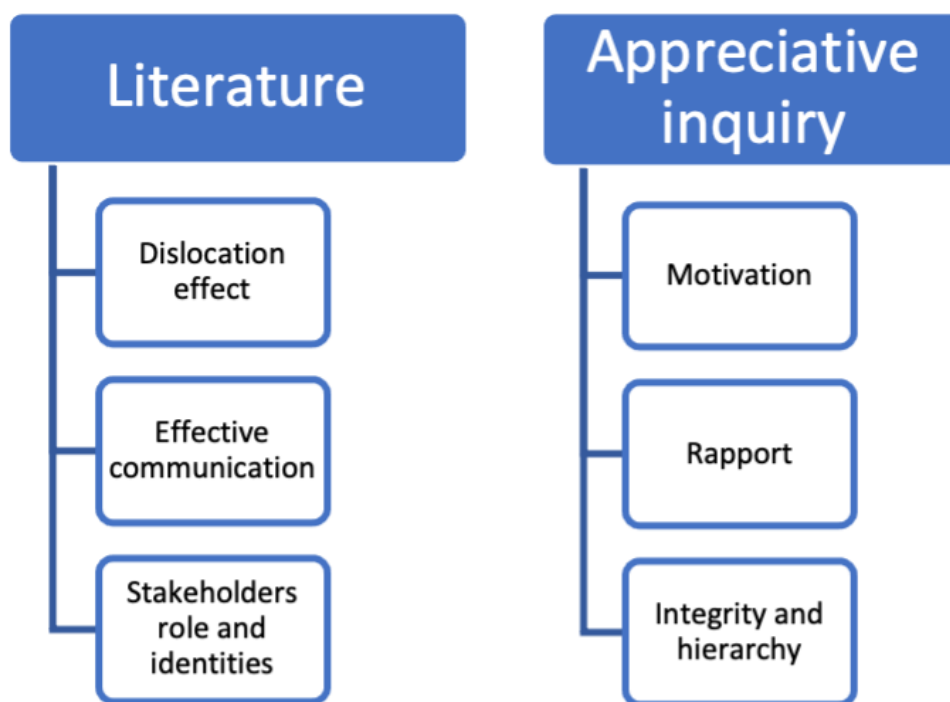 Literature
Dislocation
effect
Effective
communication
Stakeholders
role and
identities
Appreciative
inquiry
Motivation
Rapport
Integrity and
hierarchy